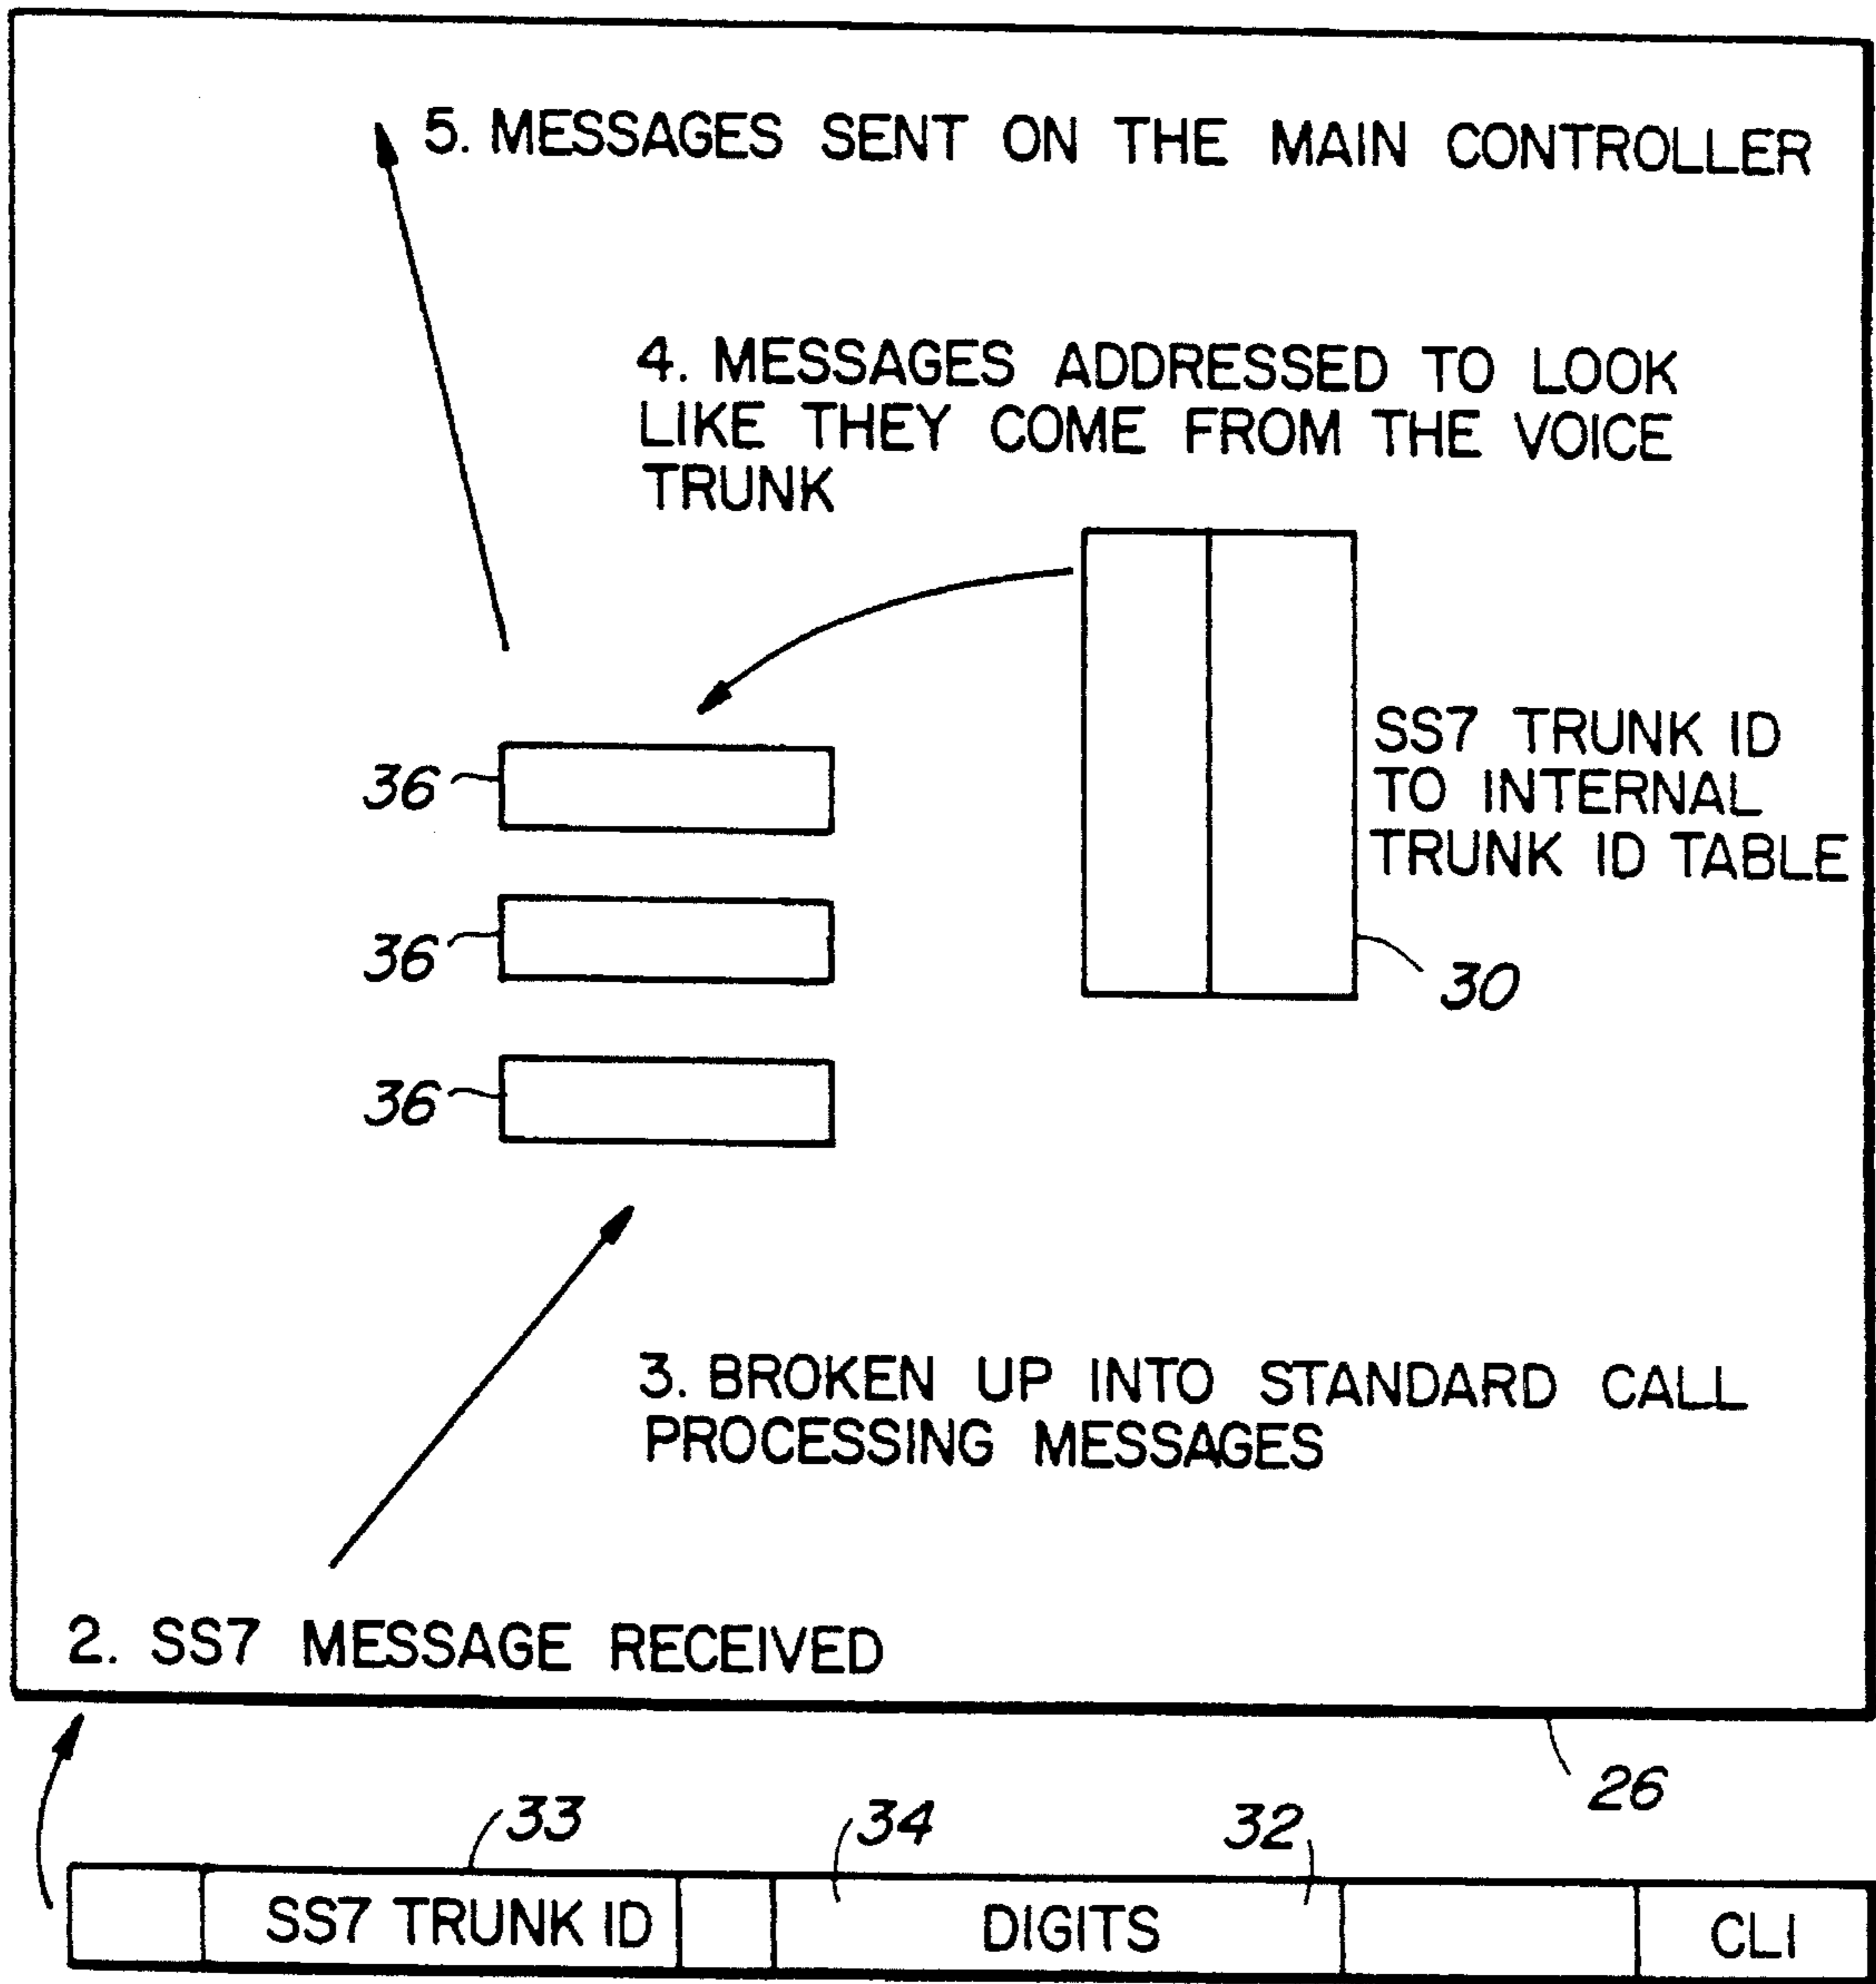 5. MESSAGES SENT ON THE MAIN CONTROLLER
4. MESSAGES ADDRESSED TO LOOK
LIKE THEY COME FROM THE VOICE
TRUNK
SS7 TRUNK ID
TO INTERNAL
TRUNK ID TABLE
36
36
30
36
3. BROKEN UP INTO STANDARD CALL
PROCESSING MESSAGES
2. SS7 MESSAGE RECEIVED
26
33
34
32
SS7 TRUNK ID
DIGITS
CLI